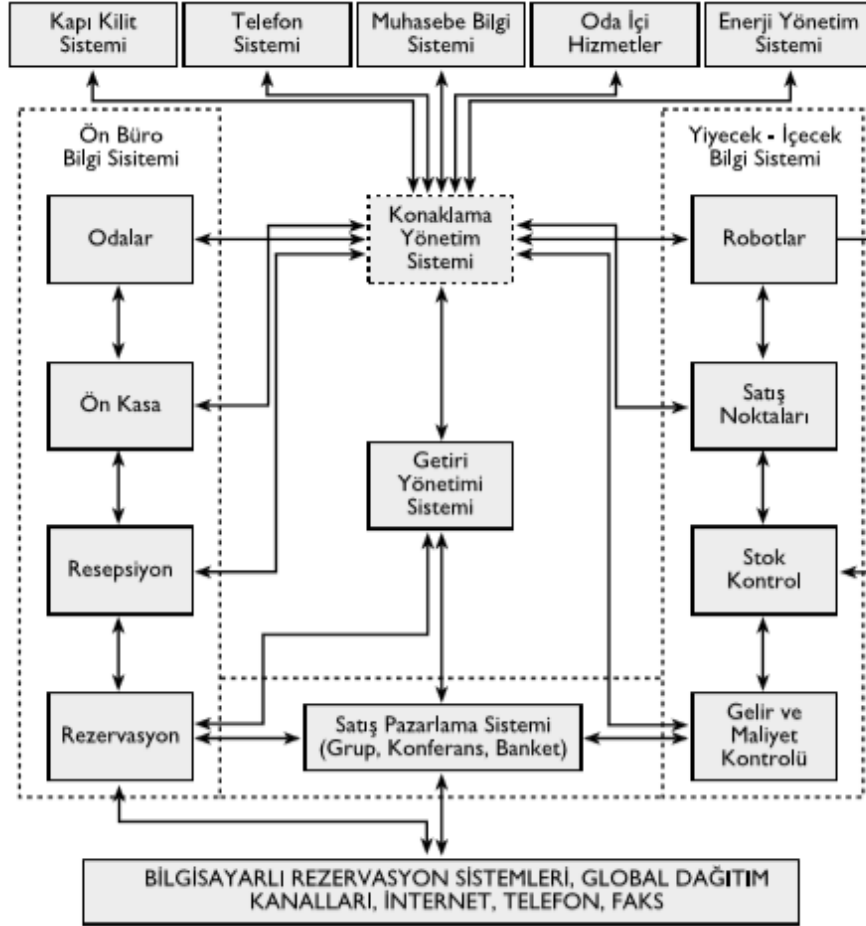 Kapı Kilit
Sistemi
Telefon
Sistemi
Muhasebe Bilgi
Sistemi
Oda İçi
Hizmetler
Enerji Yönetim
Sistemi
Ön Büro
Bilgi Sisitemi
Yiyecek - İçecek
Bilgi Sistemi
Odalar
Konaklama
Yönetim
Sistemi
Robotlar
Ön Kasa
Satış
Noktaları
Getiri
Yönetimi
Sistemi
Resepsiyon
Stok
Kontrol
Rezervasyon
Satış Pazarlama Sistemi
(Grup, Konferans, Banket)
Gelir ve
Maliyet
Kontrolü
BİLGİSAYARLI REZERVASYON SİSTEMLERİ, GLOBAL DAĞITIM
KANALLARI, İNTERNET, TELEFON, FAKS